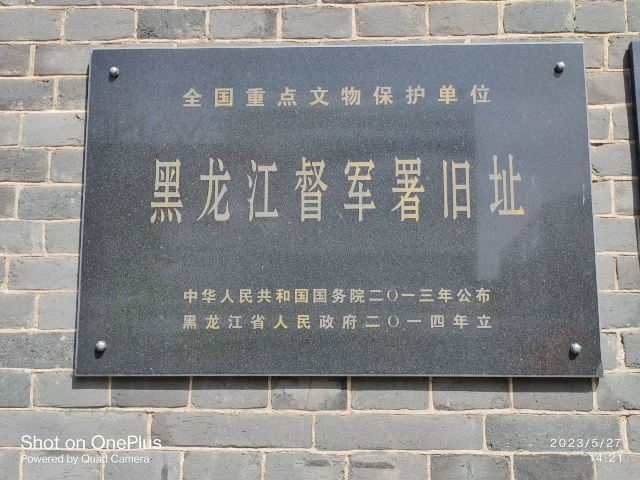 全国重点文物保护单位
黑龙江督军署旧址
中华人民共和国国务院二〇一三年公布
黑龙江省人民政府二〇一四年立
Shot on OnePlus
Powered by Quad Camera
2023/5/27
14:21